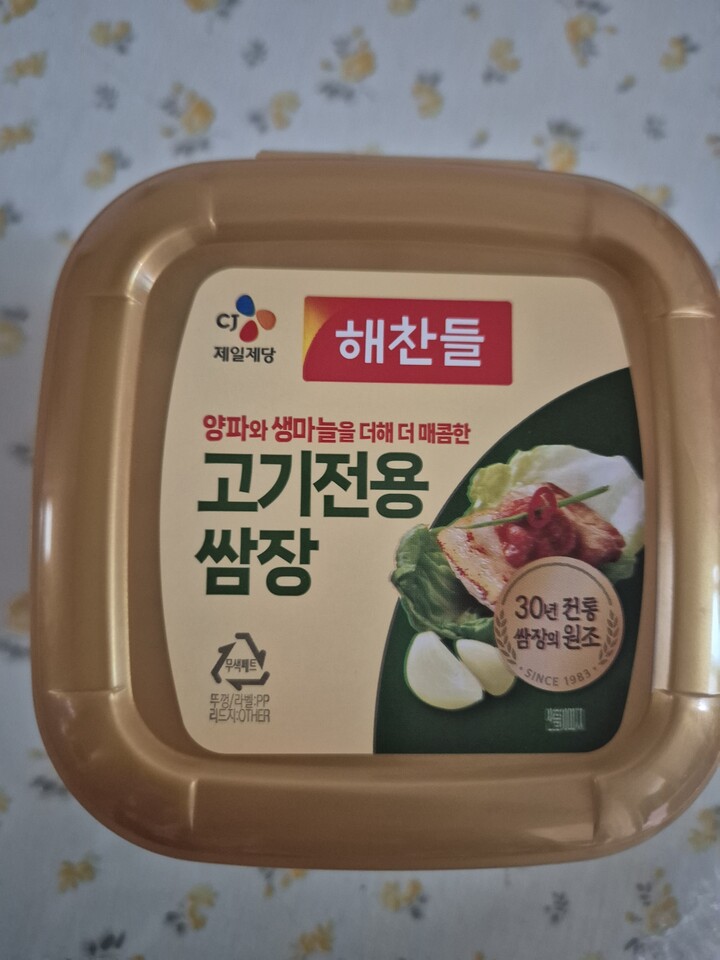 CJ
제일제당
해찬들
양파와 생마늘을 더해 더 매콤한
고기전용
쌈장
30년 전통
쌈장의 원조
SINCE 1983
무색페트
뚜껑/라벨:PP
리드지:OTHER